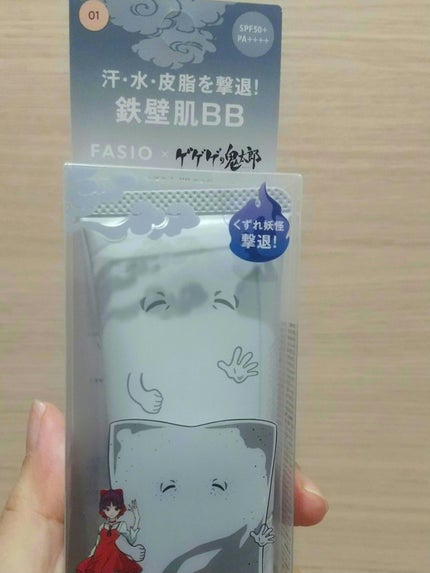 01
SPF50+
PA++++
汗・水・皮脂を撃退!
鉄壁肌BB
FASIO × ゲゲゲの鬼太郎
くずれ妖怪
撃退!